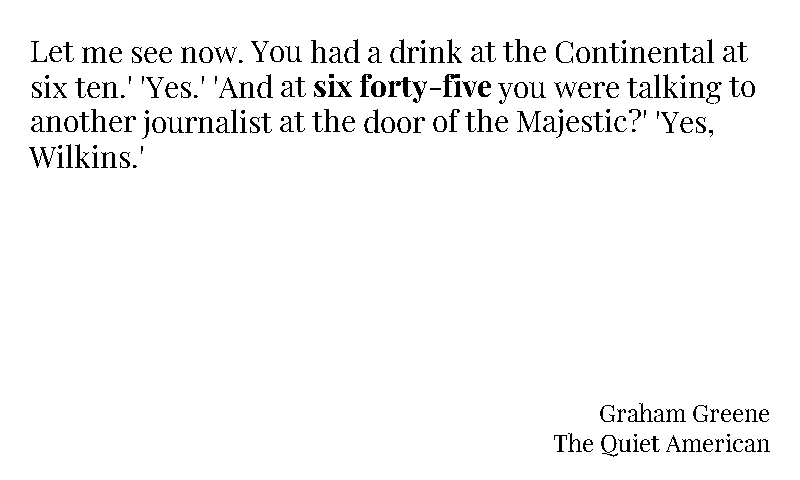 Let me see now. You had a drink at the Continental at
six ten.' 'Yes.' 'And at six forty-five you were talking to
another journalist at the door of the Majestic?' 'Yes,
Wilkins.'
Graham Greene
The Quiet American